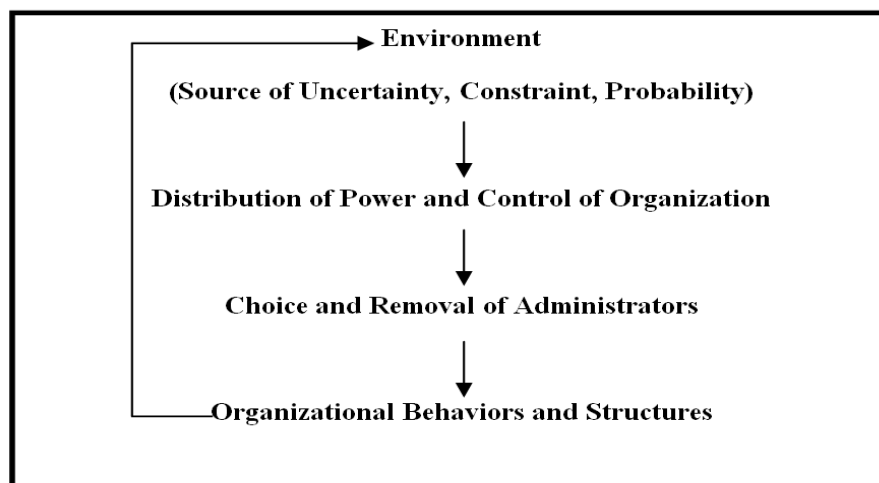 Environment
(Source of Uncertainty, Constraint, Probability)
Distribution of Power and Control of Organization
Choice and Removal of Administrators
Organizational Behaviors and Structures